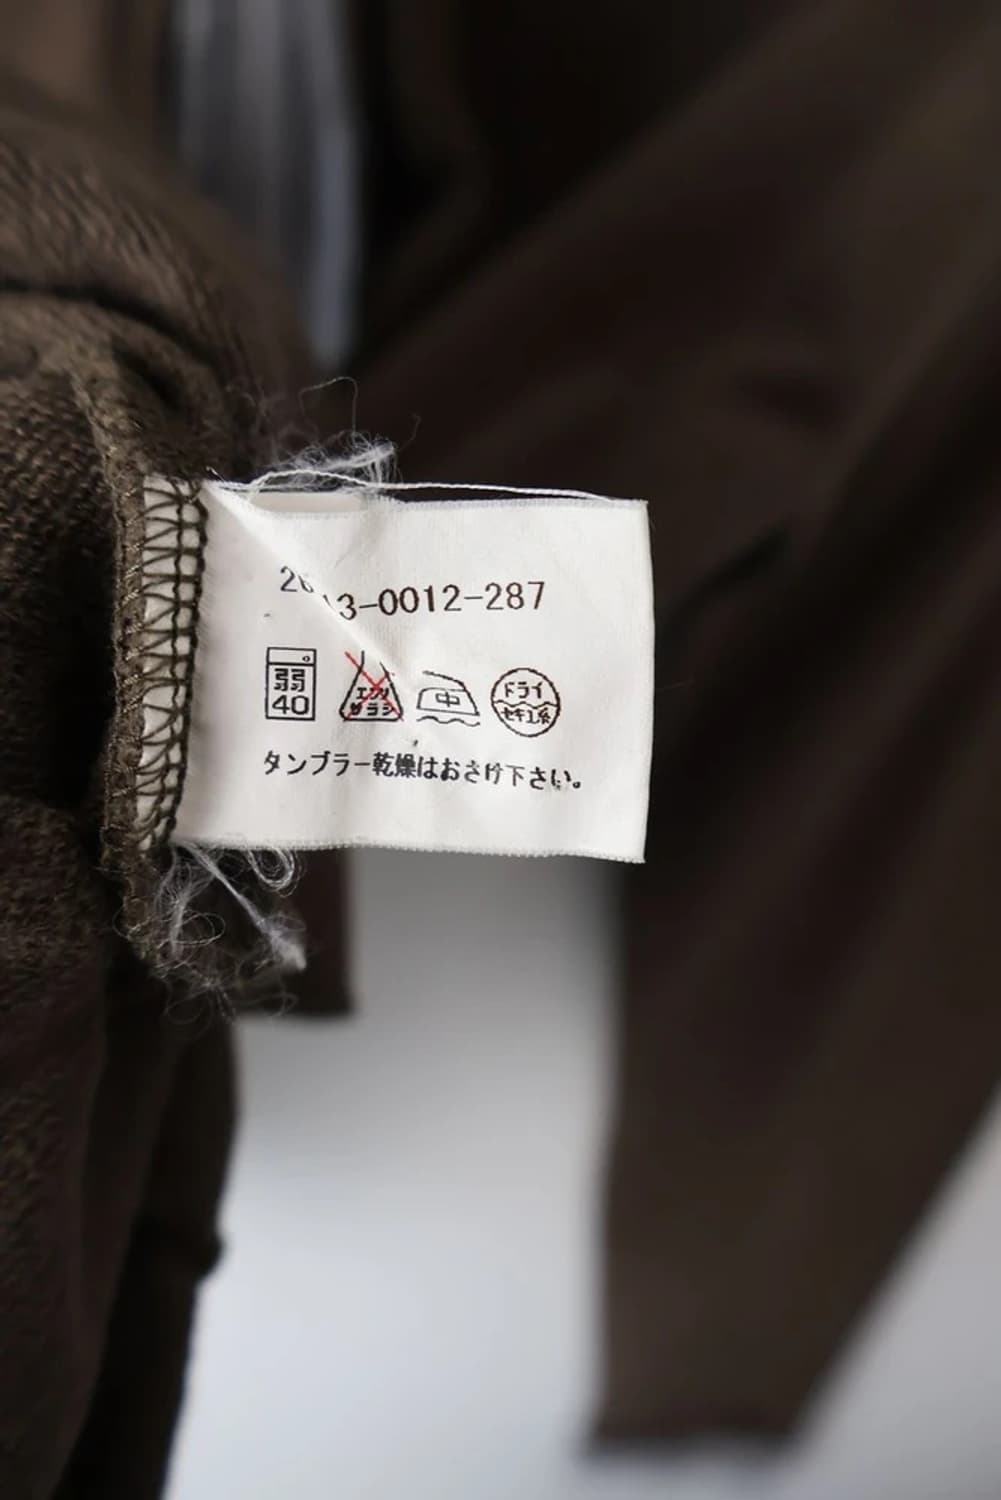 13-0012-287
弱 40 エンソ サラシ 中 ドライ セキユ系
タンブラー乾燥はおさけ下さい。